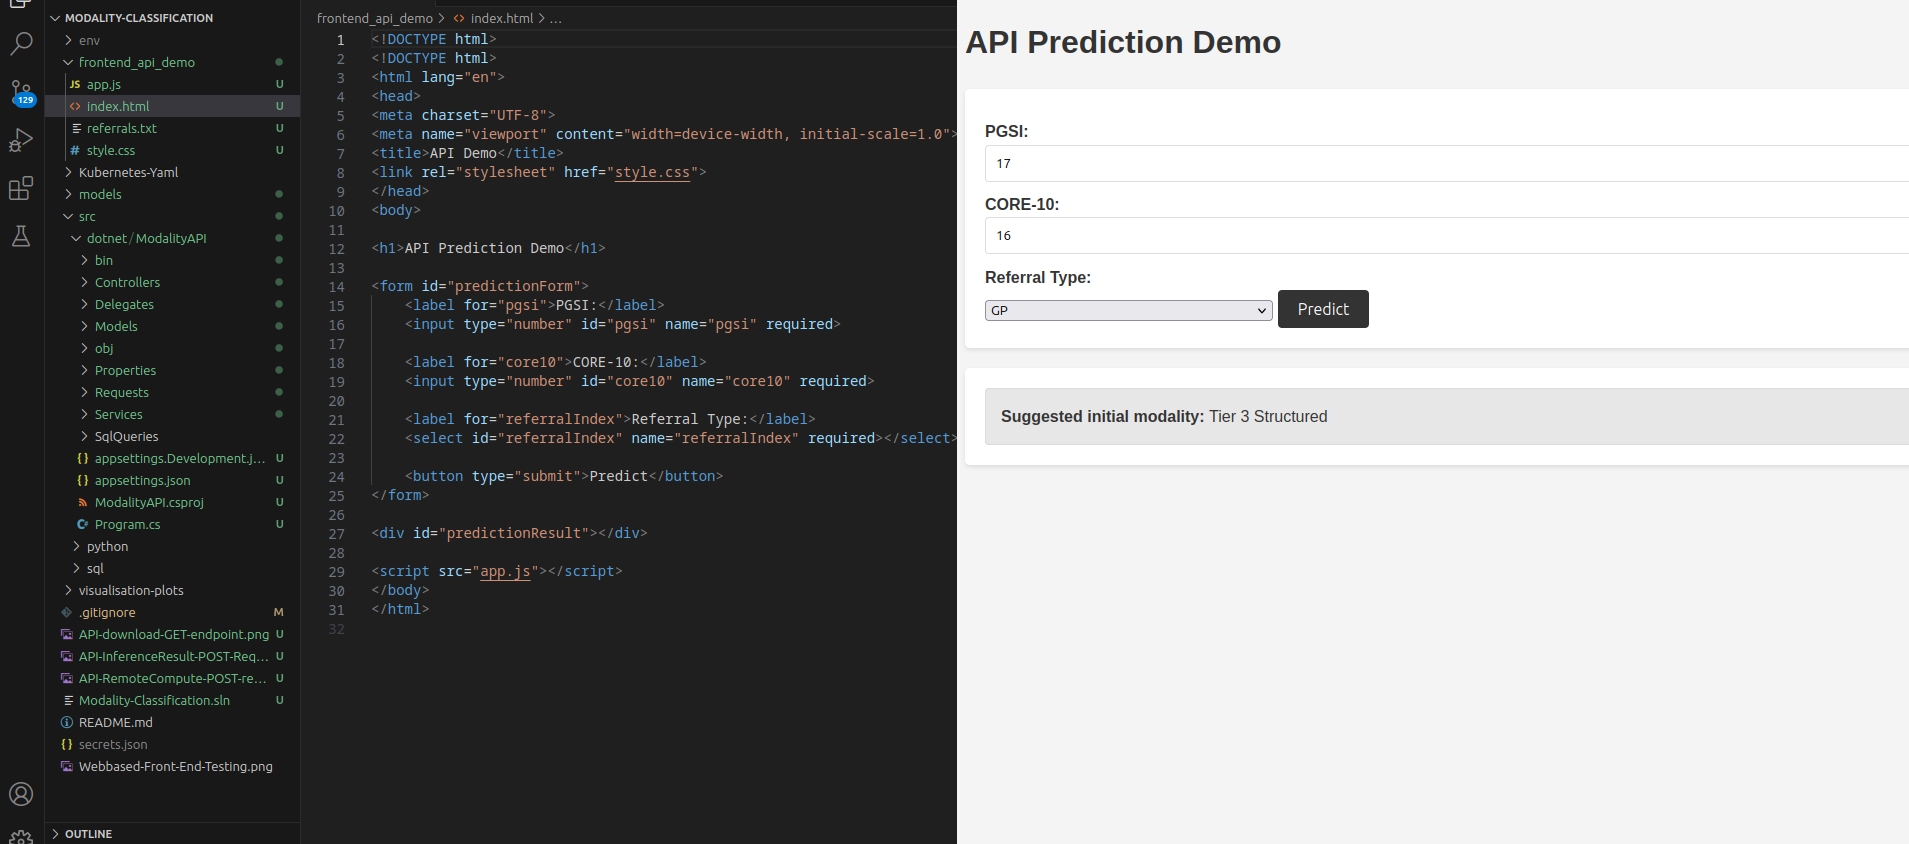 MODALITY-CLASSIFICATION
env
frontend_api_demo
JS app.js U
<> index.html U
referrals.txt U
# style.css U
Kubernetes-Yaml
models
src
dotnet/ModalityAPI
bin
Controllers
Delegates
Models
obj
Properties
Requests
Services
SqlQueries
{} appsettings.Development.j... U
{} appsettings.json U
ModalityAPI.csproj U
Program.cs U
python
sql
visualisation-plots
.gitignore M
API-download-GET-endpoint.png U
API-InferenceResult-POST-Req... U
API-RemoteCompute-POST-re... U
Modality-Classification.sln U
README.md
{} secrets.json
Webbased-Front-End-Testing.png
OUTLINE
129
frontend_api_demo > <> index.html > ...
1 <!DOCTYPE html>
2 <!DOCTYPE html>
3 <html lang="en">
4 <head>
5 <meta charset="UTF-8">
6 <meta name="viewport" content="width=device-width, initial-scale=1.0">
7 <title>API Demo</title>
8 <link rel="stylesheet" href="style.css">
9 </head>
10 <body>
11
12 <h1>API Prediction Demo</h1>
13
14 <form id="predictionForm">
15 <label for="pgsi">PGSI:</label>
16 <input type="number" id="pgsi" name="pgsi" required>
17
18 <label for="core10">CORE-10:</label>
19 <input type="number" id="core10" name="core10" required>
20
21 <label for="referralIndex">Referral Type:</label>
22 <select id="referralIndex" name="referralIndex" required></select>
23
24 <button type="submit">Predict</button>
25 </form>
26
27 <div id="predictionResult"></div>
28
29 <script src="app.js"></script>
30 </body>
31 </html>
32
API Prediction Demo
PGSI:
17
CORE-10:
16
Referral Type:
GP Predict
Suggested initial modality: Tier 3 Structured